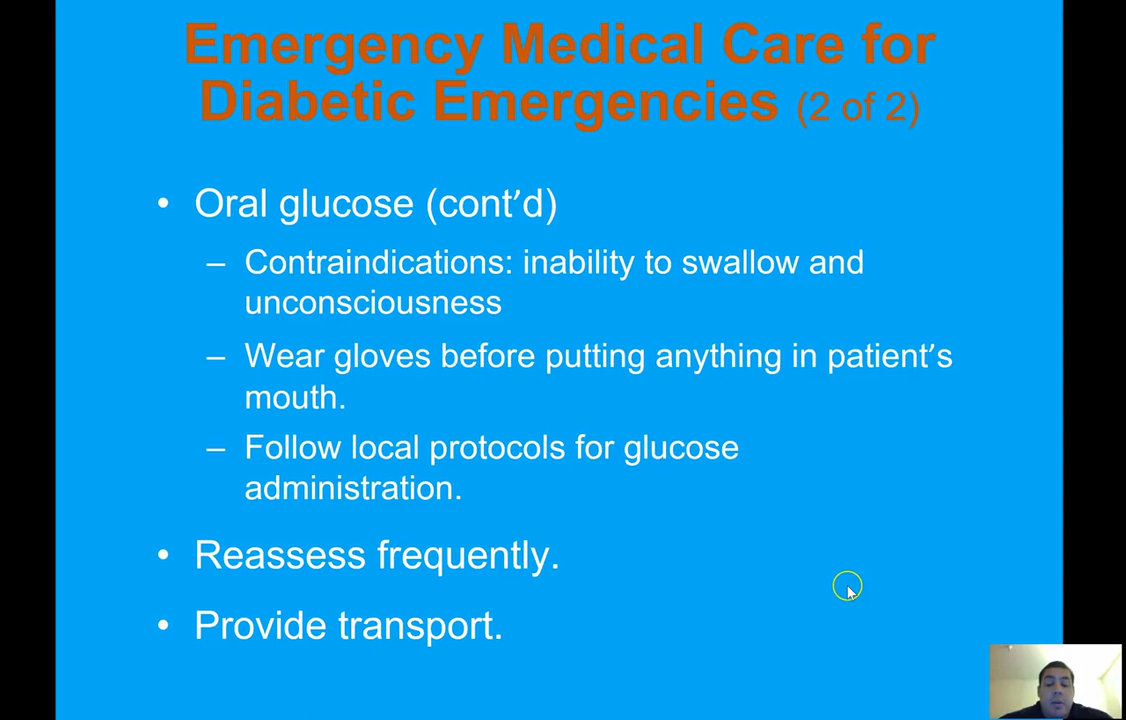 Emergency Medical Care for
Diabetic Emergencies (2 of 2)
• Oral glucose (cont’d)
– Contraindications: inability to swallow and
unconsciousness
– Wear gloves before putting anything in patient’s
mouth.
– Follow local protocols for glucose
administration.
• Reassess frequently.
• Provide transport.